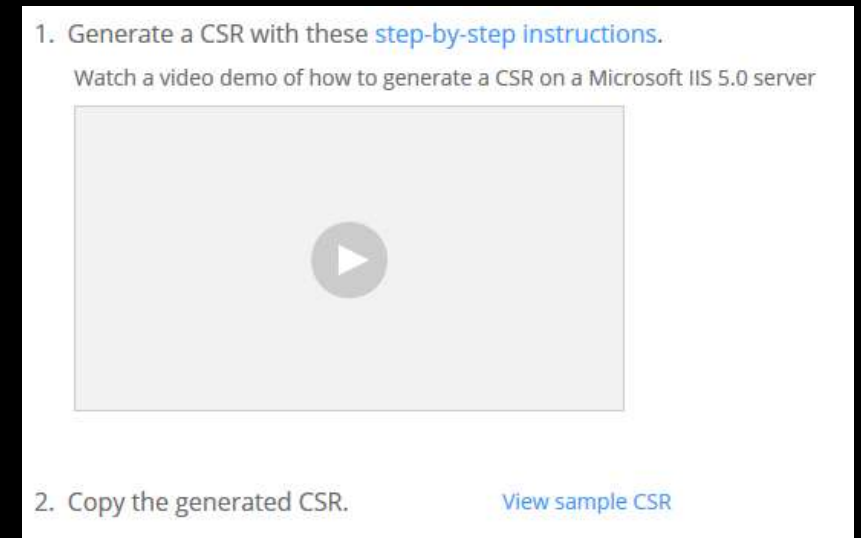 1. Generate a CSR with these step-by-step instructions.
Watch a video demo of how to generate a CSR on a Microsoft IIS 5.0 server
2. Copy the generated CSR. View sample CSR